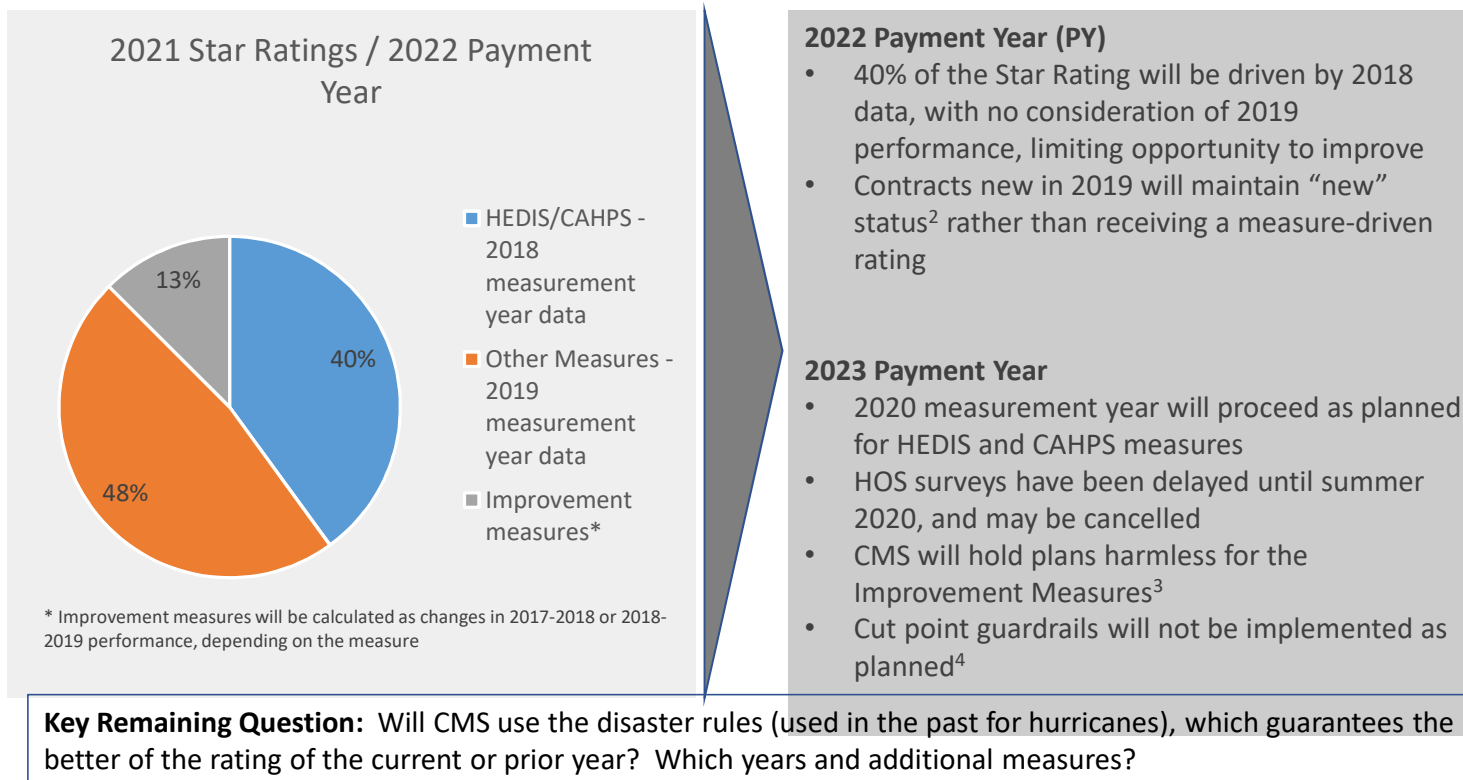 2021 Star Ratings / 2022 Payment
Year
HEDIS/CAHPS -
2018
measurement
year data
Other Measures -
2019
measurement
year data
Improvement
measures*
13%
40%
48%
* Improvement measures will be calculated as changes in 2017-2018 or 2018-
2019 performance, depending on the measure
2022 Payment Year (PY)
• 40% of the Star Rating will be driven by 2018
data, with no consideration of 2019
performance, limiting opportunity to improve
• Contracts new in 2019 will maintain “new”
status² rather than receiving a measure-driven
rating
2023 Payment Year
• 2020 measurement year will proceed as planned
for HEDIS and CAHPS measures
• HOS surveys have been delayed until summer
2020, and may be cancelled
• CMS will hold plans harmless for the
Improvement Measures³
• Cut point guardrails will not be implemented as
planned⁴
Key Remaining Question: Will CMS use the disaster rules (used in the past for hurricanes), which guarantees the
better of the rating of the current or prior year? Which years and additional measures?